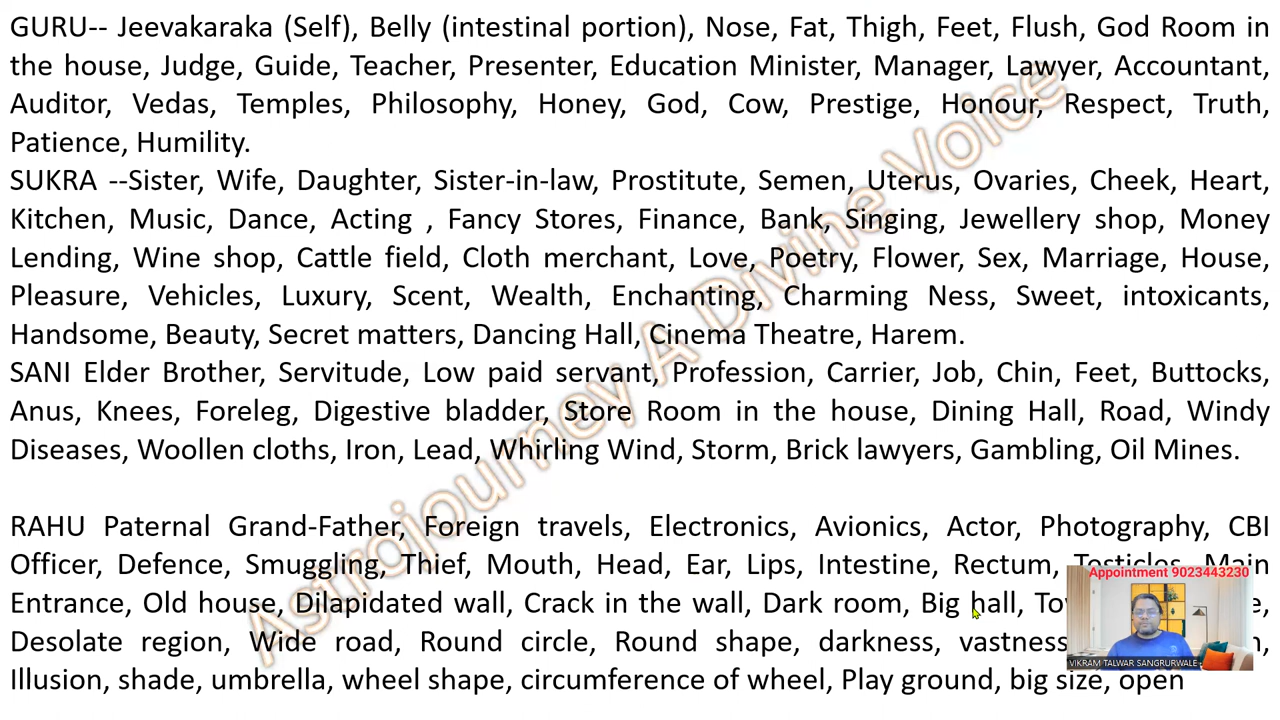 GURU-- Jeevakaraka (Self), Belly (intestinal portion), Nose, Fat, Thigh, Feet, Flush, God Room in
the house, Judge, Guide, Teacher, Presenter, Education Minister, Manager, Lawyer, Accountant,
Auditor, Vedas, Temples, Philosophy, Honey, God, Cow, Prestige, Honour, Respect, Truth,
Patience, Humility.
SUKRA --Sister, Wife, Daughter, Sister-in-law, Prostitute, Semen, Uterus, Ovaries, Cheek, Heart,
Kitchen, Music, Dance, Acting , Fancy Stores, Finance, Bank, Singing, Jewellery shop, Money
Lending, Wine shop, Cattle field, Cloth merchant, Love, Poetry, Flower, Sex, Marriage, House,
Pleasure, Vehicles, Luxury, Scent, Wealth, Enchanting, Charming Ness, Sweet, intoxicants,
Handsome, Beauty, Secret matters, Dancing Hall, Cinema Theatre, Harem.
SANI Elder Brother, Servitude, Low paid servant, Profession, Carrier, Job, Chin, Feet, Buttocks,
Anus, Knees, Foreleg, Digestive bladder, Store Room in the house, Dining Hall, Road, Windy
Diseases, Woollen cloths, Iron, Lead, Whirling Wind, Storm, Brick lawyers, Gambling, Oil Mines.
RAHU Paternal Grand-Father, Foreign travels, Electronics, Avionics, Actor, Photography, CBI
Officer, Defence, Smuggling, Thief, Mouth, Head, Ear, Lips, Intestine, Rectum, Testicles, Main
Entrance, Old house, Dilapidated wall, Crack in the wall, Dark room, Big hall,
Desolate region, Wide road, Round circle, Round shape, darkness, vastness
Illusion, shade, umbrella, wheel shape, circumference of wheel, Play ground, big size, open
Astrojourney A Divine Voice
Appointment 9023443230
VIKRAM TALWAR SANGRURWALE